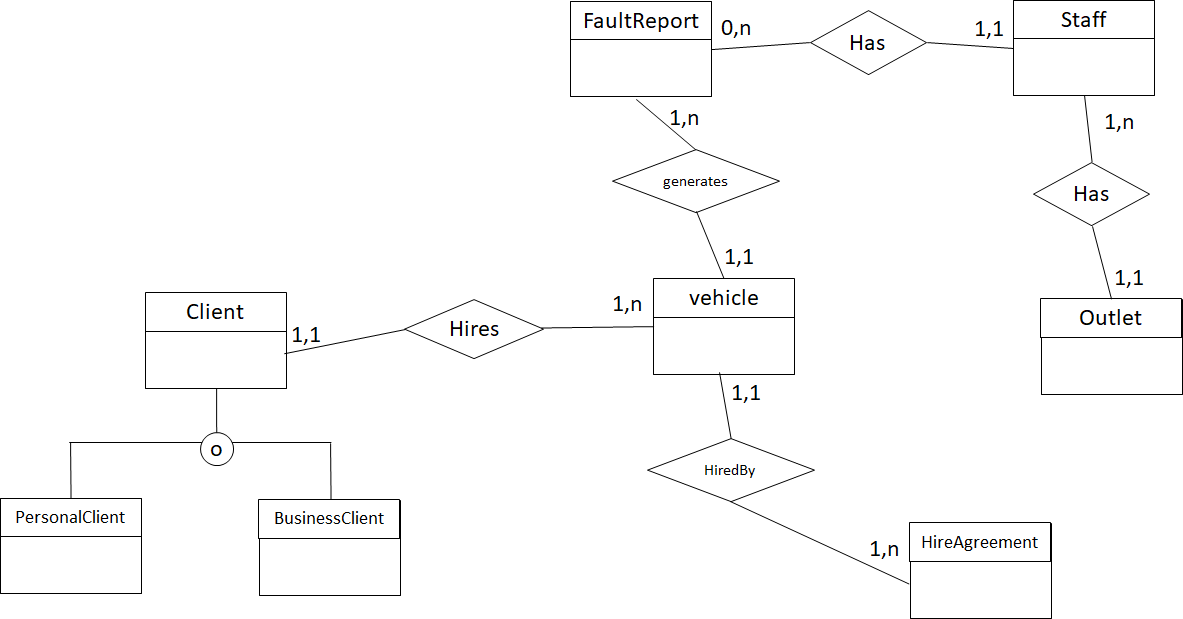 FaultReport
0,n
Has
1,1
Staff
1,n
generates
1,1
1,n
Has
1,1
Outlet
Client
1,1
Hires
1,n
vehicle
1,1
HiredBy
1,n
HireAgreement
o
PersonalClient
BusinessClient